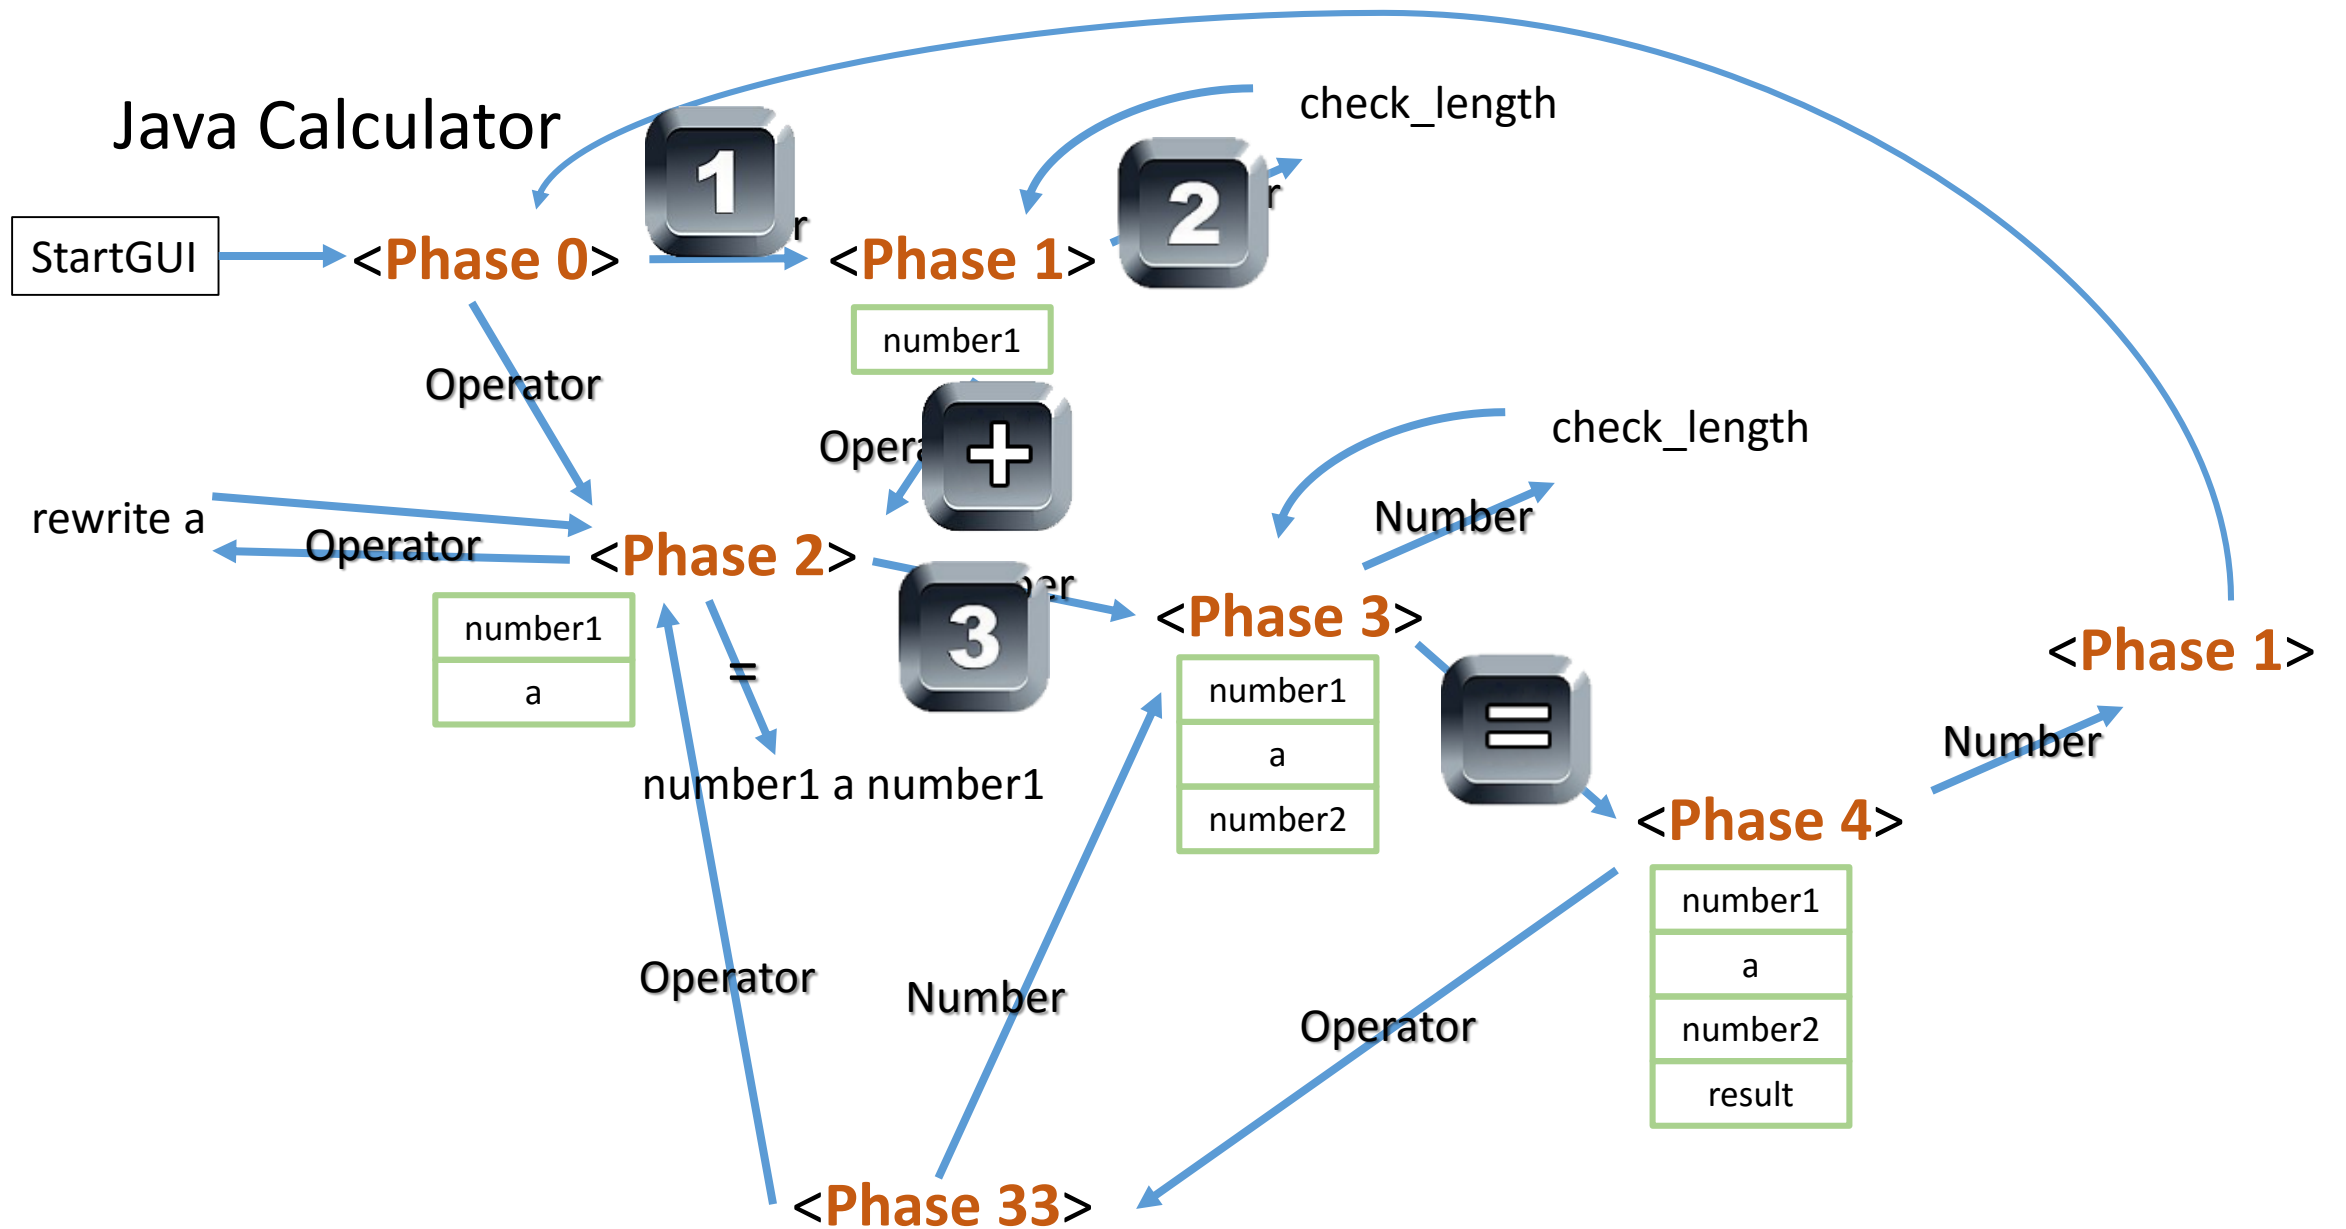 Java Calculator
check_length
1
2
StartGUI
<Phase 0>
<Phase 1>
number1
Operator
+
check_length
rewrite a
Operator
Number
<Phase 2>
number1
a
3
=
<Phase 3>
number1
a
number2
=
<Phase 1>
Number
number1 a number1
<Phase 4>
number1
a
number2
result
Operator
Number
Operator
<Phase 33>